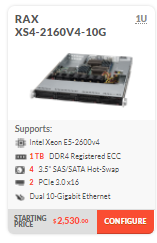 RAX
XS4-2160V4-10G
1U
Supports:
Intel Xeon E5-2600v4
1TB DDR4 Registered ECC
4 3.5" SAS/SATA Hot-Swap
2 PCIe 3.0 x16
Dual 10-Gigabit Ethernet
STARTING
PRICE
$2,530.00
CONFIGURE